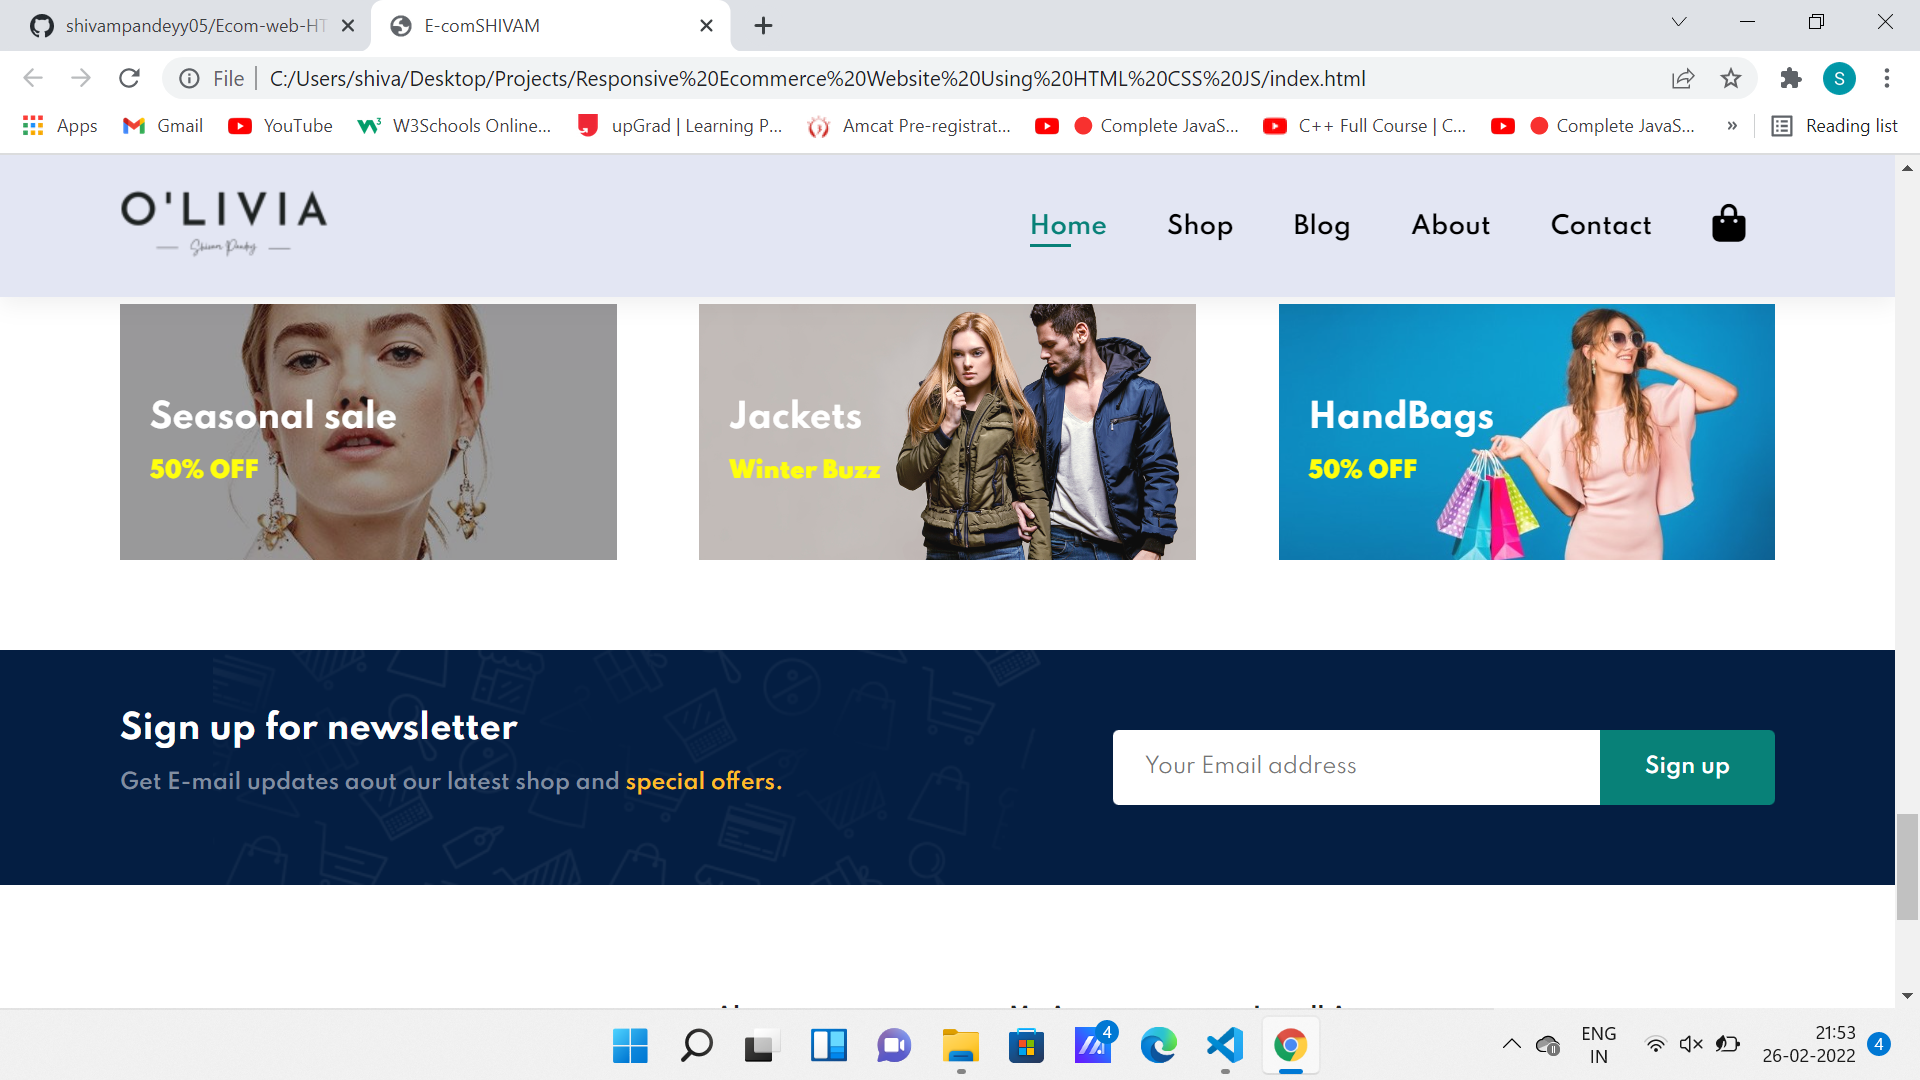 shivampandeyy05/Ecom-web-HT
E-comSHIVAM
File
C:/Users/shiva/Desktop/Projects/Responsive%20Ecommerce%20Website%20Using%20HTML%20CSS%20JS/index.html
S
Apps
Gmail
YouTube
W3Schools Online...
upGrad | Learning P...
Amcat Pre-registrat...
Complete JavaS...
C++ Full Course | C...
Complete JavaS...
»
Reading list
O'LIVIA
Home
Shop
Blog
About
Contact
Seasonal sale
50% OFF
Jackets
Winter Buzz
HandBags
50% OFF
Sign up for newsletter
Get E-mail updates aout our latest shop and special offers.
Your Email address
Sign up
4
ENG
IN
21:53
26-02-2022
4